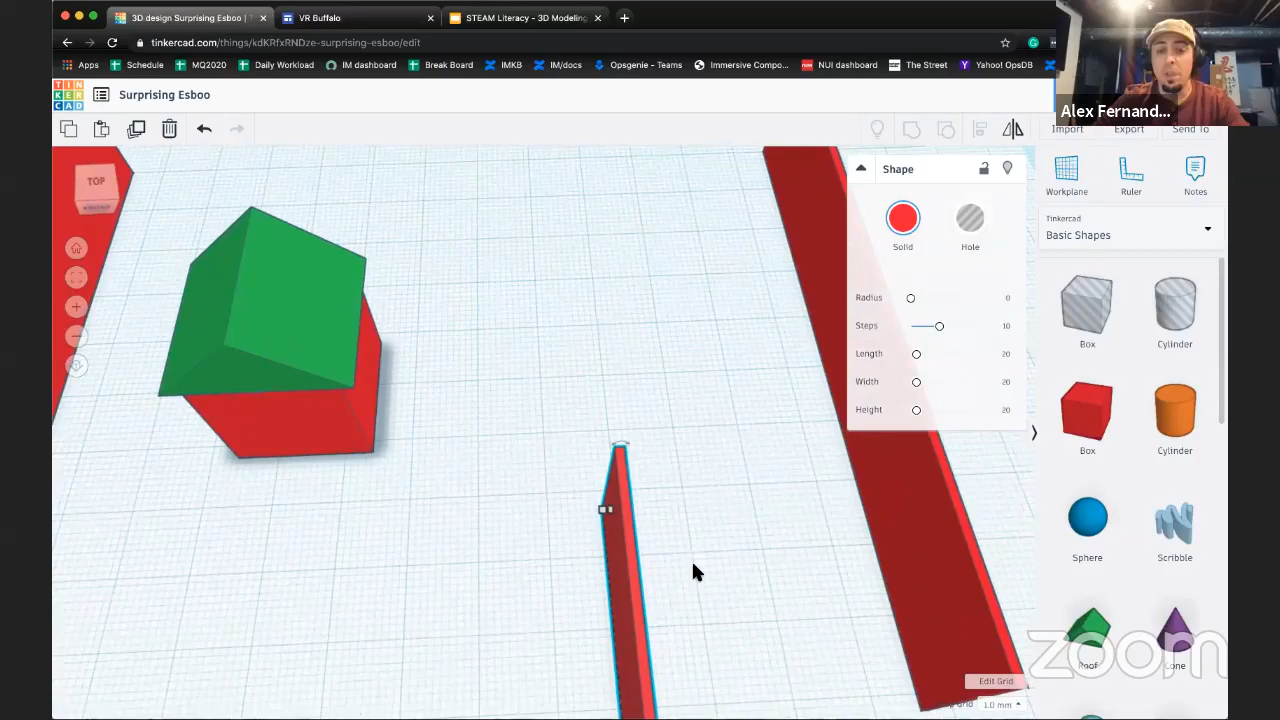 3D design Surprising Esboo | T
VR Buffalo
STEAM Literacy - 3D Modeling
tinkercad.com/things/kdKRfxRNDze-surprising-esboo/edit
Apps
Schedule
MQ2020
Daily Workload
IM dashboard
Break Board
IMKB
IM/docs
Opsgenie - Teams
Immersive Compo...
NUI dashboard
The Street
Yahoo! OpsDB
Alex Fernand...
TIN
KER
CAD
Surprising Esboo
Import
Export
Send To
TOP
Shape
Solid
Hole
Radius 0
Steps 10
Length 20
Width 20
Height 20
Workplane
Ruler
Notes
Tinkercad
Basic Shapes
Box
Cylinder
Box
Cylinder
Sphere
Scribble
Roof
Cone
Edit Grid
Grid 1.0 mm
zoom